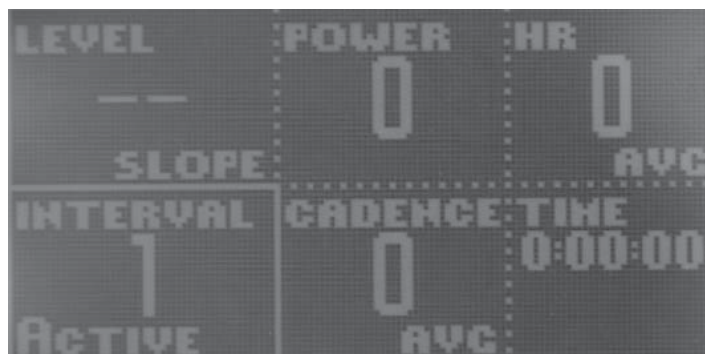 LEVEL POWER HR
-- 0 0
SLOPE AVG
INTERVAL CADENCE TIME
1 0 0:00:00
ACTIVE AVG